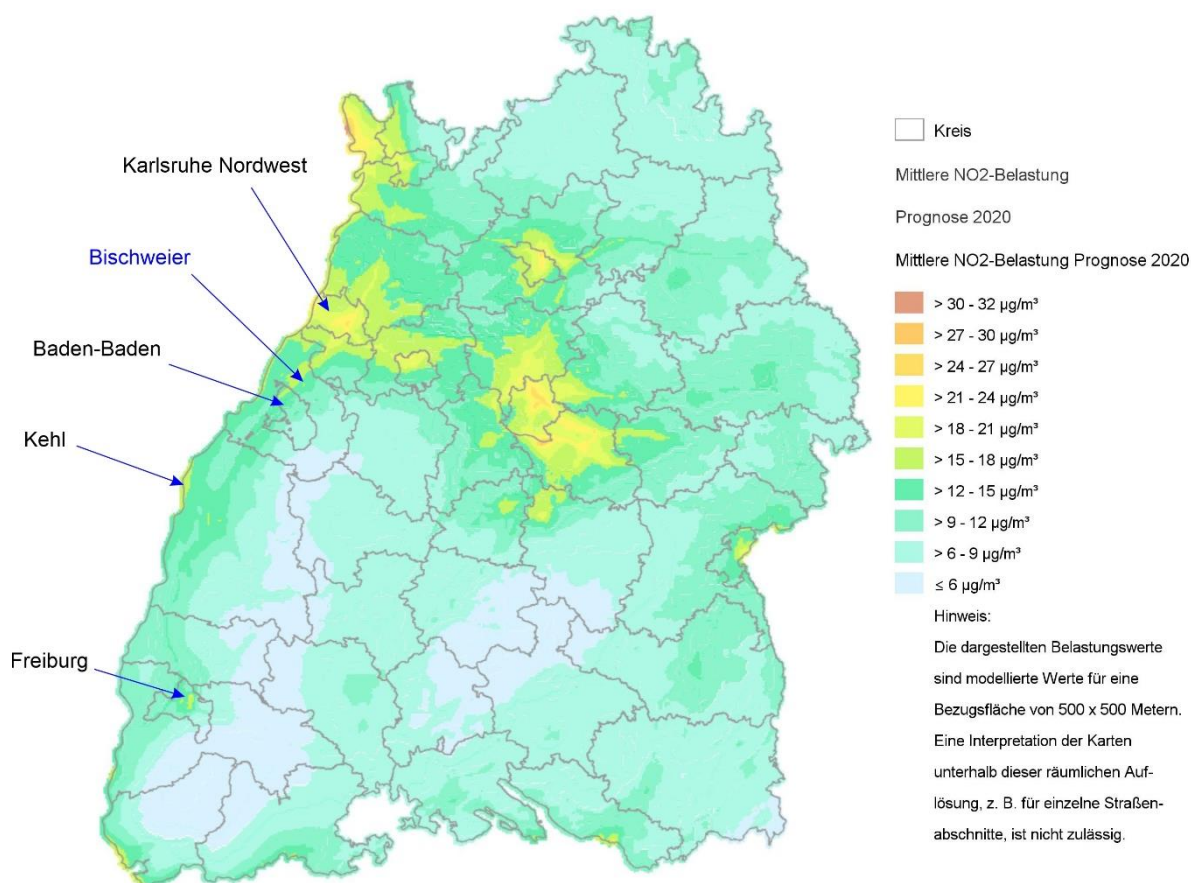 Karlsruhe Nordwest
Bischweier
Baden-Baden
Kehl
Freiburg
Kreis
Mittlere NO2-Belastung
Prognose 2020
Mittlere NO2-Belastung Prognose 2020
> 30 - 32 µg/m³
> 27 - 30 µg/m³
> 24 - 27 µg/m³
> 21 - 24 µg/m³
> 18 - 21 µg/m³
> 15 - 18 µg/m³
> 12 - 15 µg/m³
> 9 - 12 µg/m³
> 6 - 9 µg/m³
≤ 6 µg/m³
Hinweis:
Die dargestellten Belastungswerte
sind modellierte Werte für eine
Bezugsfläche von 500 x 500 Metern.
Eine Interpretation der Karten
unterhalb dieser räumlichen Auf-
lösung, z. B. für einzelne Straßen-
abschnitte, ist nicht zulässig.